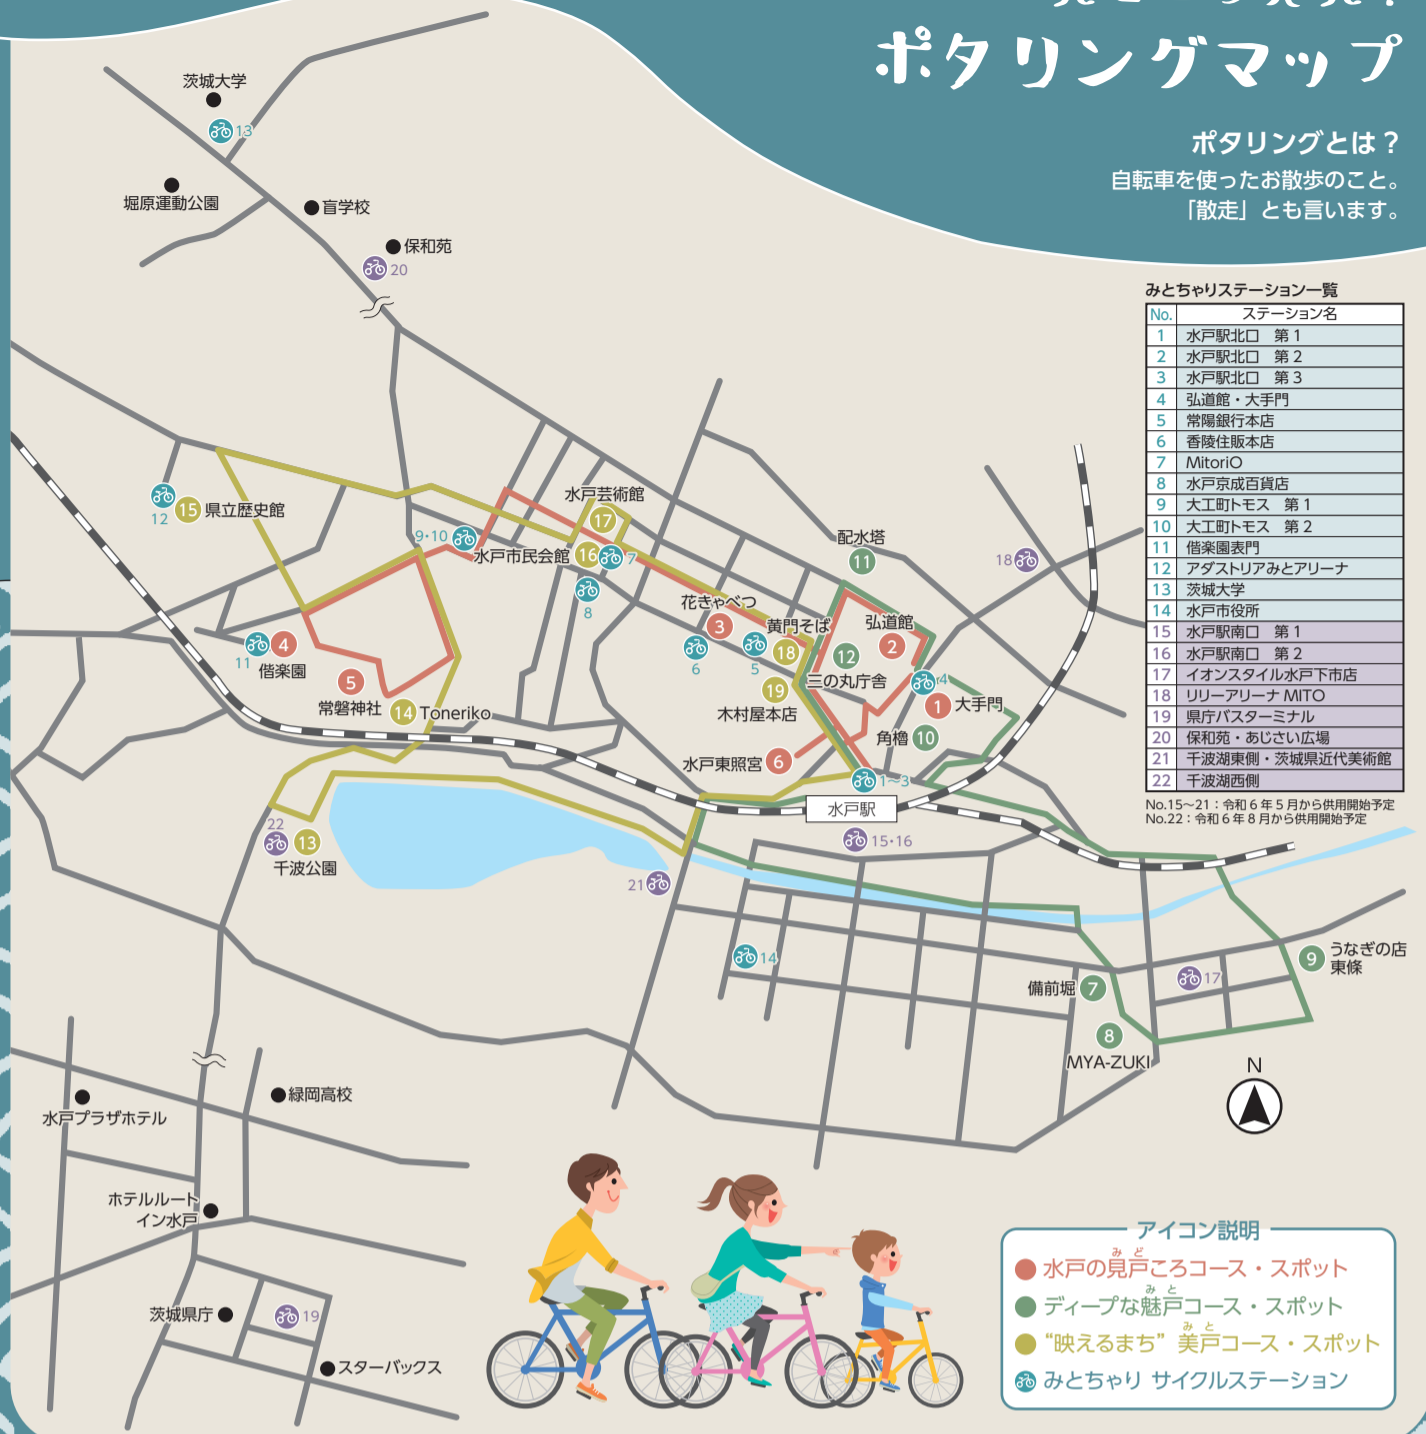 ポタリングマップ
ポタリングとは？
自転車を使ったお散歩のこと。
「散走」とも言います。
みとちゃりステーション一覧
No. ステーション名
1 水戸駅北口　第1
2 水戸駅北口　第2
3 水戸駅北口　第3
4 弘道館・大手門
5 常陽銀行本店
6 香陵住販本店
7 MitoriO
8 水戸京成百貨店
9 大工町トモス　第1
10 大工町トモス　第2
11 偕楽園表門
12 アダストリアみとアリーナ
13 茨城大学
14 水戸市役所
15 水戸駅南口　第1
16 水戸駅南口　第2
17 イオンスタイル水戸下市店
18 リリーアリーナMITO
19 県庁バスターミナル
20 保和苑・あじさい広場
21 千波湖東側・茨城県近代美術館
22 千波湖西側
No.15～21：令和6年5月から供用開始予定
No.22：令和6年8月から供用開始予定
茨城大学
13
堀原運動公園
盲学校
保和苑
20
12
15 県立歴史館
9・10
水戸芸術館
17
水戸市民会館 16 7
8
配水塔
11
18
花きゃべつ
3
6
5
黄門そば
18
弘道館
2
12
三の丸庁舎
4
1 大手門
角櫓 10
19
木村屋本店
水戸東照宮 6
1～3
水戸駅
15・16
11
4
偕楽園
5
常磐神社
14 Toneriko
22
13
千波公園
21
14
備前堀 7
8
MYA-ZUKI
17
9 うなぎの店
東條
N
水戸プラザホテル
緑岡高校
ホテルルート
イン水戸
茨城県庁
19
スターバックス
アイコン説明
水戸の見戸ころコース・スポット
みど
ディープな魅戸コース・スポット
みと
“映えるまち” 美戸コース・スポット
みと
みとちゃり サイクルステーション